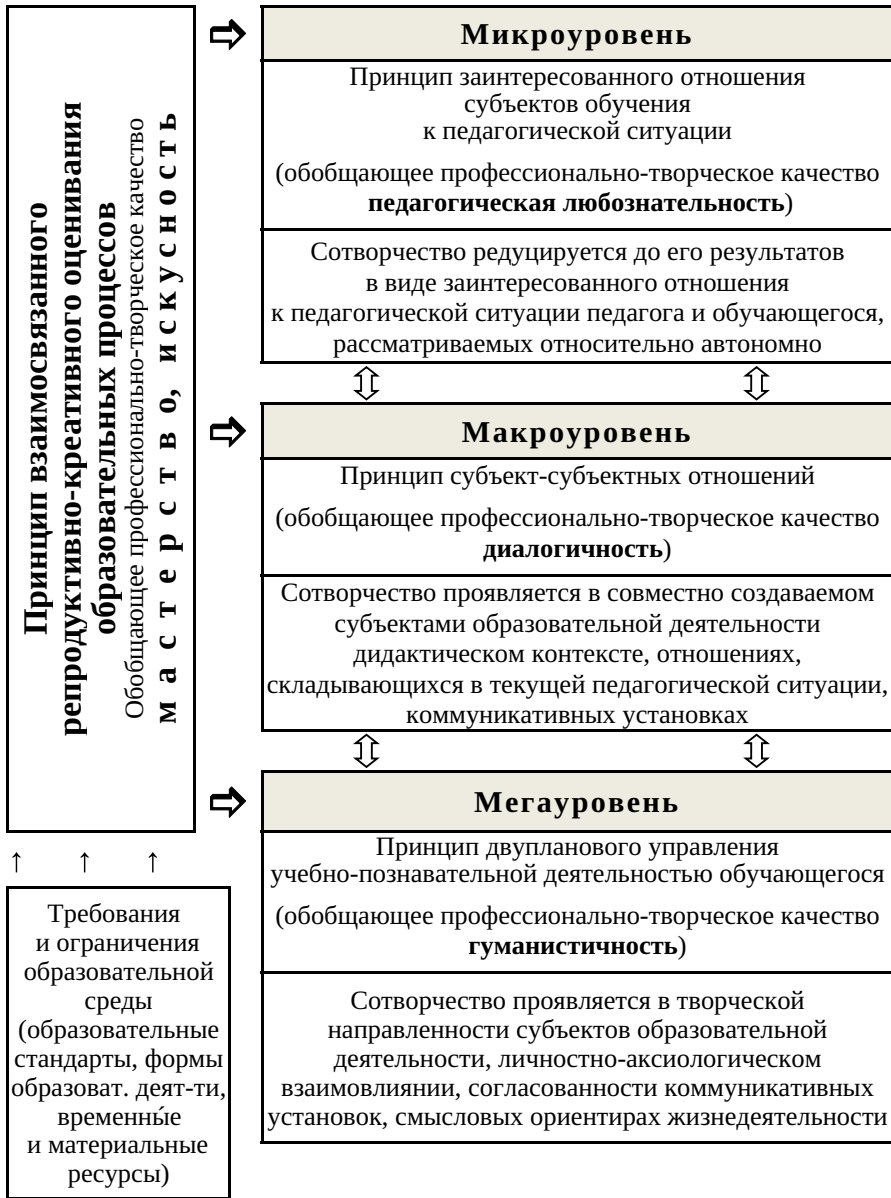 Принцип взаимосвязанного
репродуктивно-креативного оценивания
образовательных процессов
Обобщающее профессионально-творческое качество
мастерство, искусность
↑ ↑ ↑
Требования
и ограничения
образовательной
среды
(образовательные
стандарты, формы
образоват. деят-ти,
временны́е
и материальные
ресурсы)
Микроуровень
Принцип заинтересованного отношения
субъектов обучения
к педагогической ситуации
(обобщающее профессионально-творческое качество
педагогическая любознательность)
Сотворчество редуцируется до его результатов
в виде заинтересованного отношения
к педагогической ситуации педагога и обучающегося,
рассматриваемых относительно автономно
Макроуровень
Принцип субъект-субъектных отношений
(обобщающее профессионально-творческое качество
диалогичность)
Сотворчество проявляется в совместно создаваемом
субъектами образовательной деятельности
дидактическом контексте, отношениях,
складывающихся в текущей педагогической ситуации,
коммуникативных установках
Мегауровень
Принцип двупланового управления
учебно-познавательной деятельностью обучающегося
(обобщающее профессионально-творческое качество
гуманистичность)
Сотворчество проявляется в творческой
направленности субъектов образовательной
деятельности, личностно-аксиологическом
взаимовлиянии, согласованности коммуникативных
установок, смысловых ориентирах жизнедеятельности